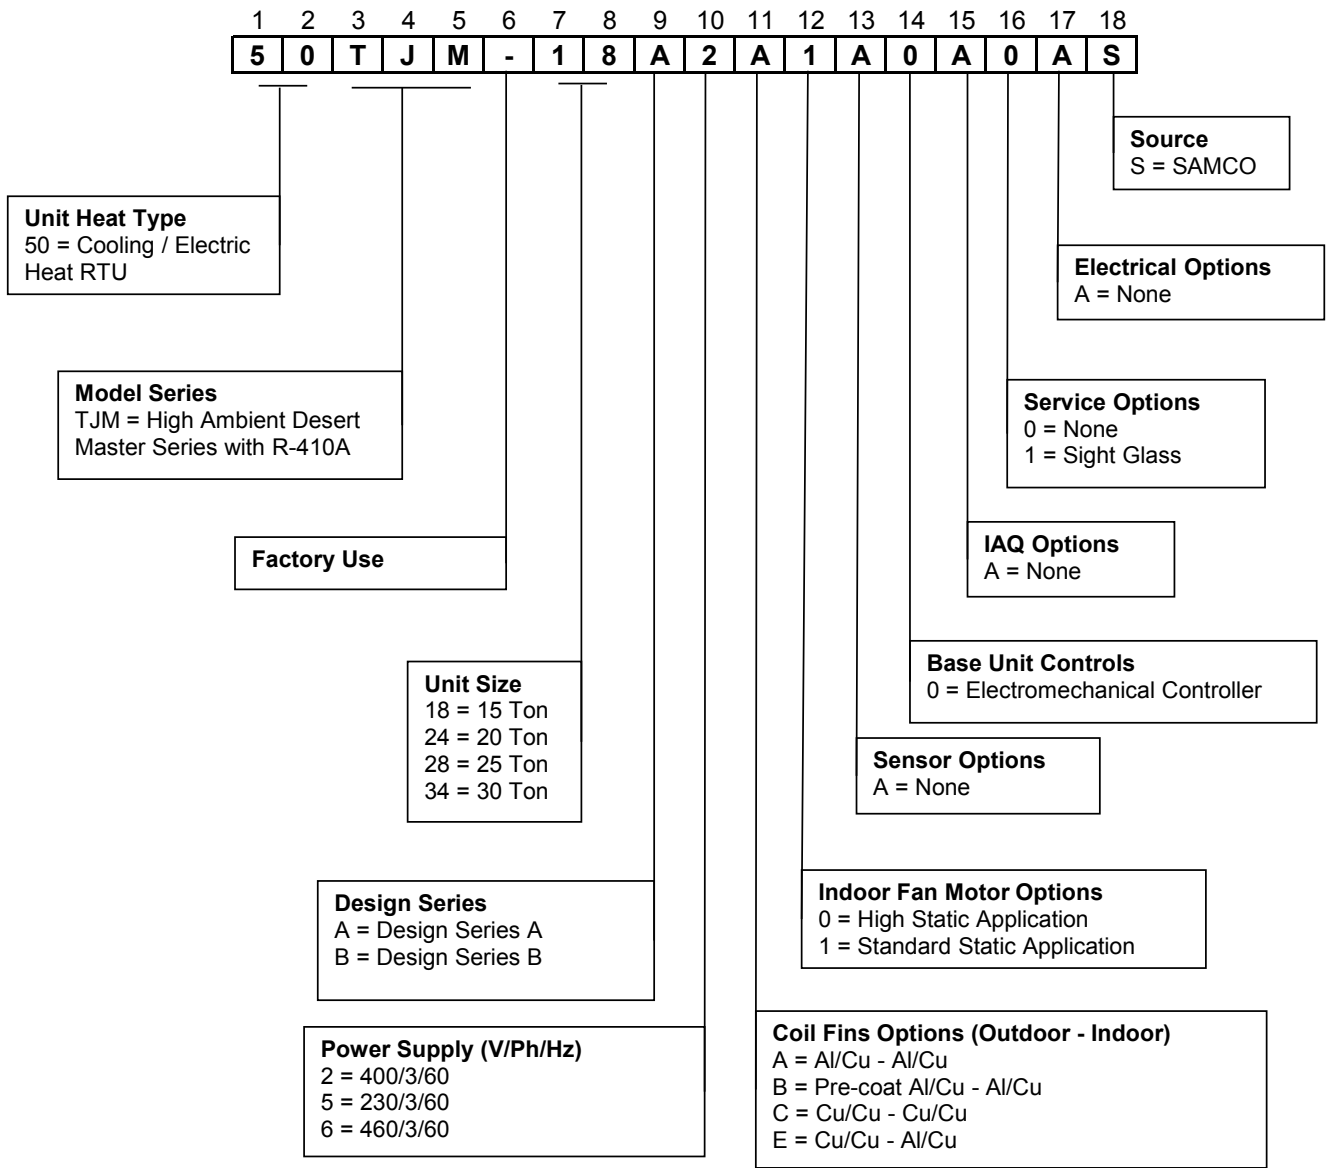 1 2 3 4 5 6 7 8 9 10 11 12 13 14 15 16 17 18
5 0 T J M - 1 8 A 2 A 1 A 0 A 0 A S
Source
S = SAMCO
Unit Heat Type
50 = Cooling / Electric
Heat RTU
Electrical Options
A = None
Model Series
TJM = High Ambient Desert
Master Series with R-410A
Service Options
0 = None
1 = Sight Glass
Factory Use
IAQ Options
A = None
Unit Size
18 = 15 Ton
24 = 20 Ton
28 = 25 Ton
34 = 30 Ton
Base Unit Controls
0 = Electromechanical Controller
Sensor Options
A = None
Design Series
A = Design Series A
B = Design Series B
Indoor Fan Motor Options
0 = High Static Application
1 = Standard Static Application
Power Supply (V/Ph/Hz)
2 = 400/3/60
5 = 230/3/60
6 = 460/3/60
Coil Fins Options (Outdoor - Indoor)
A = Al/Cu - Al/Cu
B = Pre-coat Al/Cu - Al/Cu
C = Cu/Cu - Cu/Cu
E = Cu/Cu - Al/Cu